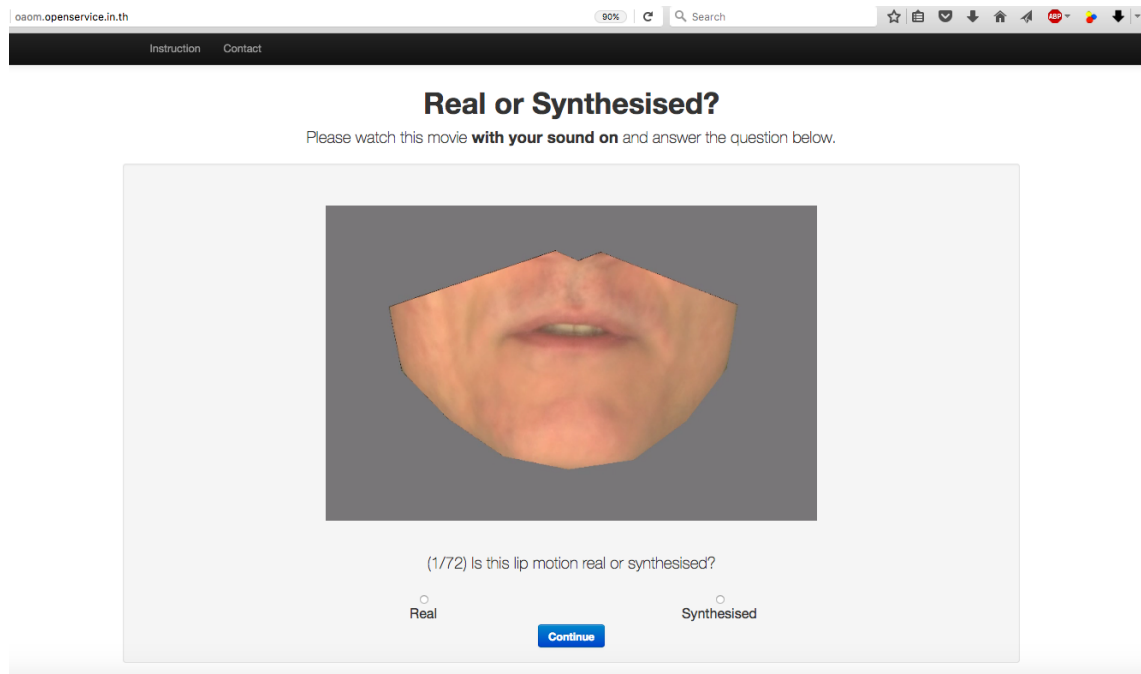 oaom.openservice.in.th
90%
Search
ABP
Instruction Contact
Real or Synthesised?
Please watch this movie with your sound on and answer the question below.
(1/72) Is this lip motion real or synthesised?
Real Synthesised
Continue